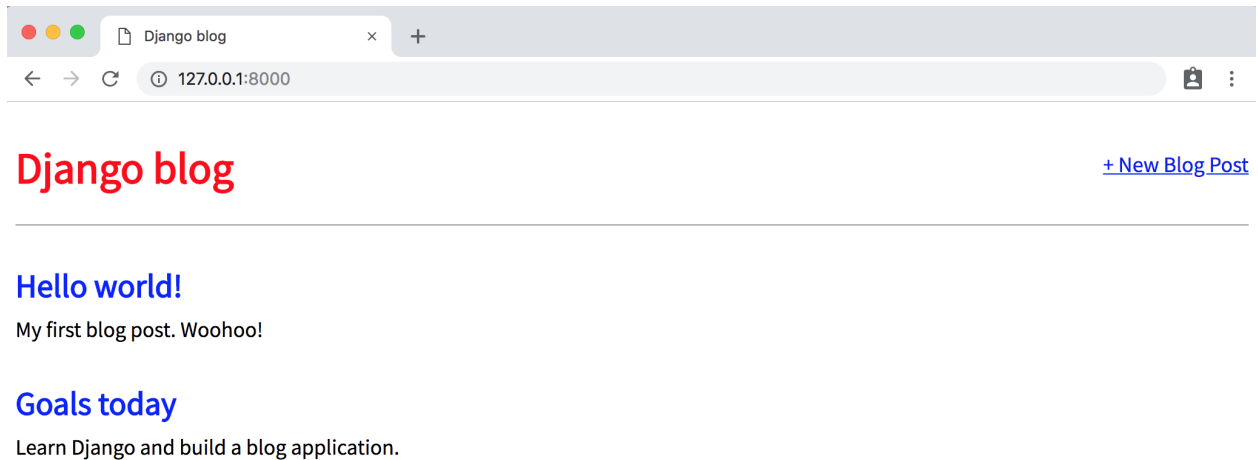 Django blog
127.0.0.1:8000
Django blog
+ New Blog Post
Hello world!
My first blog post. Woohoo!
Goals today
Learn Django and build a blog application.